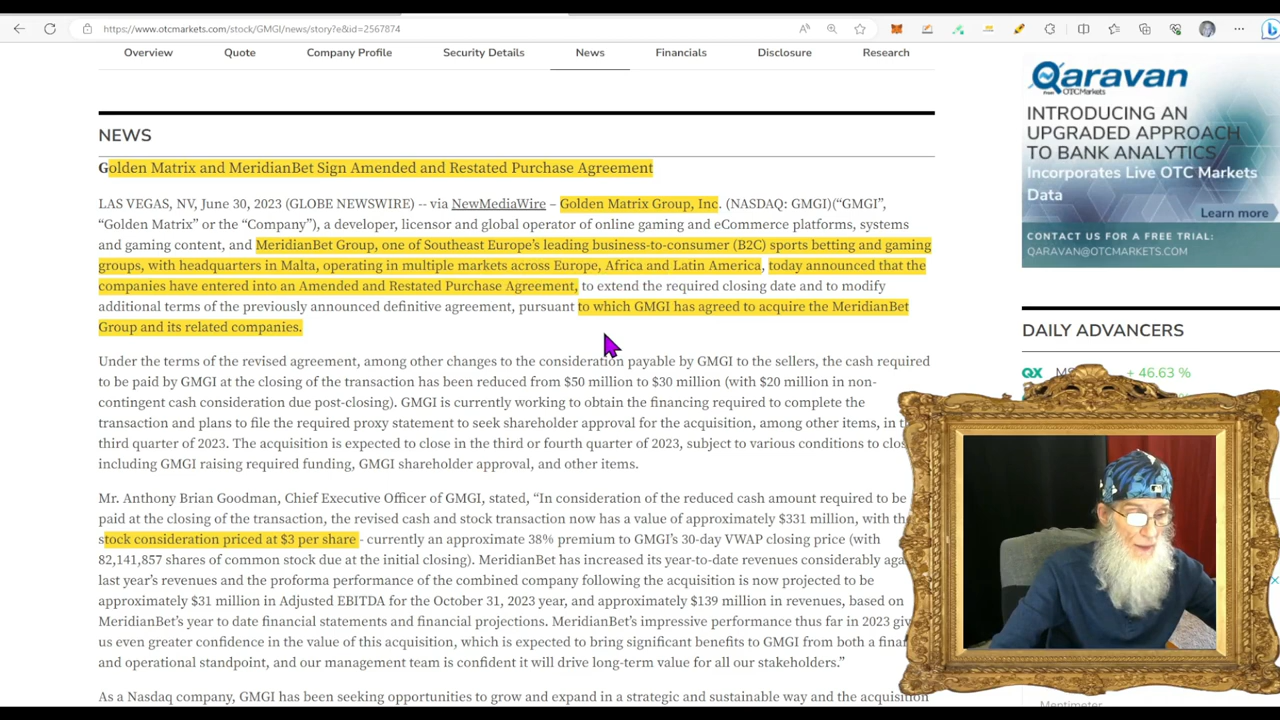 https://www.otcmarkets.com/stock/GMGI/news/story?e&id=2567874
Overview Quote Company Profile Security Details News Financials Disclosure Research
NEWS
Golden Matrix and MeridianBet Sign Amended and Restated Purchase Agreement
LAS VEGAS, NV, June 30, 2023 (GLOBE NEWSWIRE) -- via NewMediaWire – Golden Matrix Group, Inc. (NASDAQ: GMGI)(“GMGI”,
“Golden Matrix” or the “Company”), a developer, licensor and global operator of online gaming and eCommerce platforms, systems
and gaming content, and MeridianBet Group, one of Southeast Europe’s leading business-to-consumer (B2C) sports betting and gaming
groups, with headquarters in Malta, operating in multiple markets across Europe, Africa and Latin America, today announced that the
companies have entered into an Amended and Restated Purchase Agreement, to extend the required closing date and to modify
additional terms of the previously announced definitive agreement, pursuant to which GMGI has agreed to acquire the MeridianBet
Group and its related companies.
Under the terms of the revised agreement, among other changes to the consideration payable by GMGI to the sellers, the cash required
to be paid by GMGI at the closing of the transaction has been reduced from $50 million to $30 million (with $20 million in non-
contingent cash consideration due post-closing). GMGI is currently working to obtain the financing required to complete the
transaction and plans to file the required proxy statement to seek shareholder approval for the acquisition, among other items, in
third quarter of 2023. The acquisition is expected to close in the third or fourth quarter of 2023, subject to various conditions to
including GMGI raising required funding, GMGI shareholder approval, and other items.
Mr. Anthony Brian Goodman, Chief Executive Officer of GMGI, stated, “In consideration of the reduced cash amount required to be
paid at the closing of the transaction, the revised cash and stock transaction now has a value of approximately $331 million, with
stock consideration priced at $3 per share - currently an approximate 38% premium to GMGI’s 30-day VWAP closing price (with
82,141,857 shares of common stock due at the initial closing). MeridianBet has increased its year-to-date revenues considerably
last year’s revenues and the proforma performance of the combined company following the acquisition is now projected to be
approximately $31 million in Adjusted EBITDA for the October 31, 2023 year, and approximately $139 million in revenues, based on
MeridianBet’s year to date financial statements and financial projections. MeridianBet’s impressive performance thus far in 2023
us even greater confidence in the value of this acquisition, which is expected to bring significant benefits to GMGI from both a
and operational standpoint, and our management team is confident it will drive long-term value for all our stakeholders.”
As a Nasdaq company, GMGI has been seeking opportunities to grow and expand in a strategic and sustainable way and the acquisition
Qaravan
From OTCMarkets
INTRODUCING AN
UPGRADED APPROACH
TO BANK ANALYTICS
Incorporates Live OTC Markets
Data
Learn more
CONTACT US FOR A FREE TRIAL:
QARAVAN@OTCMARKETS.COM
DAILY ADVANCERS
QX + 46.63 %